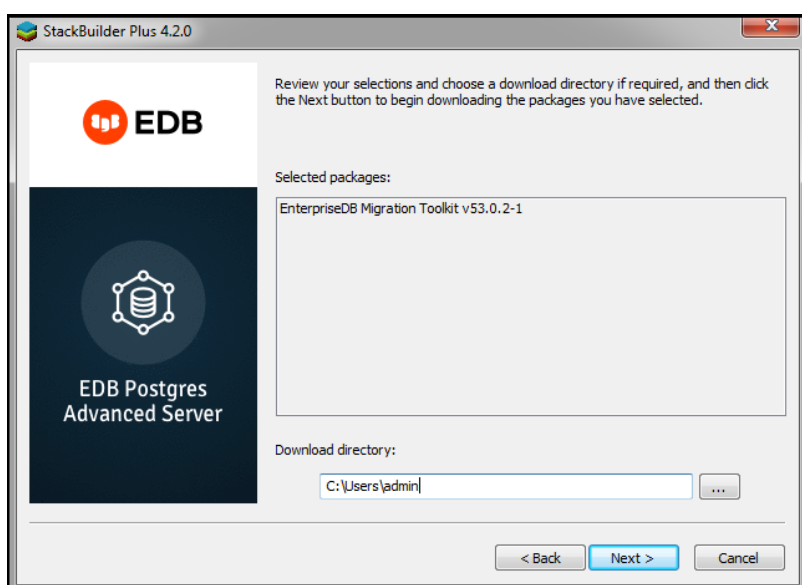 StackBuilder Plus 4.2.0
EDB
Review your selections and choose a download directory if required, and then click
the Next button to begin downloading the packages you have selected.
Selected packages:
EnterpriseDB Migration Toolkit v53.0.2-1
EDB Postgres
Advanced Server
Download directory:
C:\Users\admin
...
< Back
Next >
Cancel